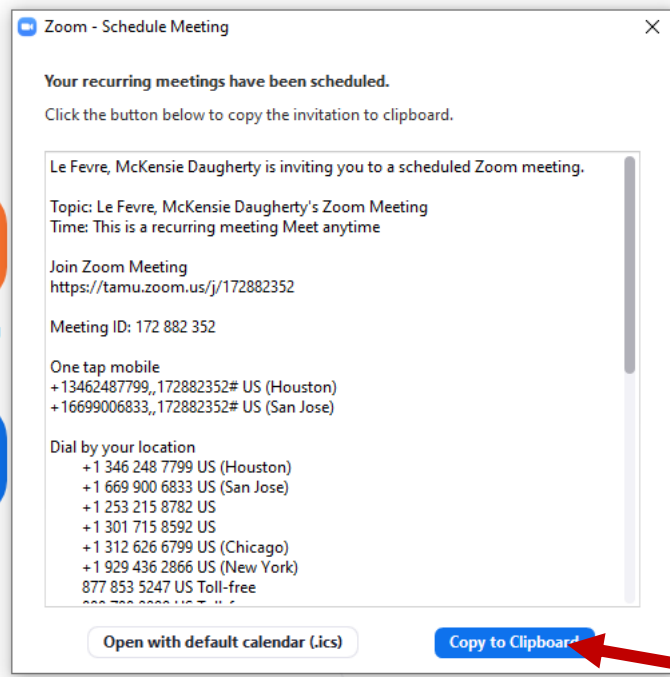 Zoom - Schedule Meeting
Your recurring meetings have been scheduled.
Click the button below to copy the invitation to clipboard.
Le Fevre, McKensie Daugherty is inviting you to a scheduled Zoom meeting.
Topic: Le Fevre, McKensie Daugherty's Zoom Meeting
Time: This is a recurring meeting Meet anytime
Join Zoom Meeting
https://tamu.zoom.us/j/172882352
Meeting ID: 172 882 352
One tap mobile
+13462487799,,172882352# US (Houston)
+16699006833,,172882352# US (San Jose)
Dial by your location
+1 346 248 7799 US (Houston)
+1 669 900 6833 US (San Jose)
+1 253 215 8782 US
+1 301 715 8592 US
+1 312 626 6799 US (Chicago)
+1 929 436 2866 US (New York)
877 853 5247 US Toll-free
Open with default calendar (.ics)
Copy to Clipboard